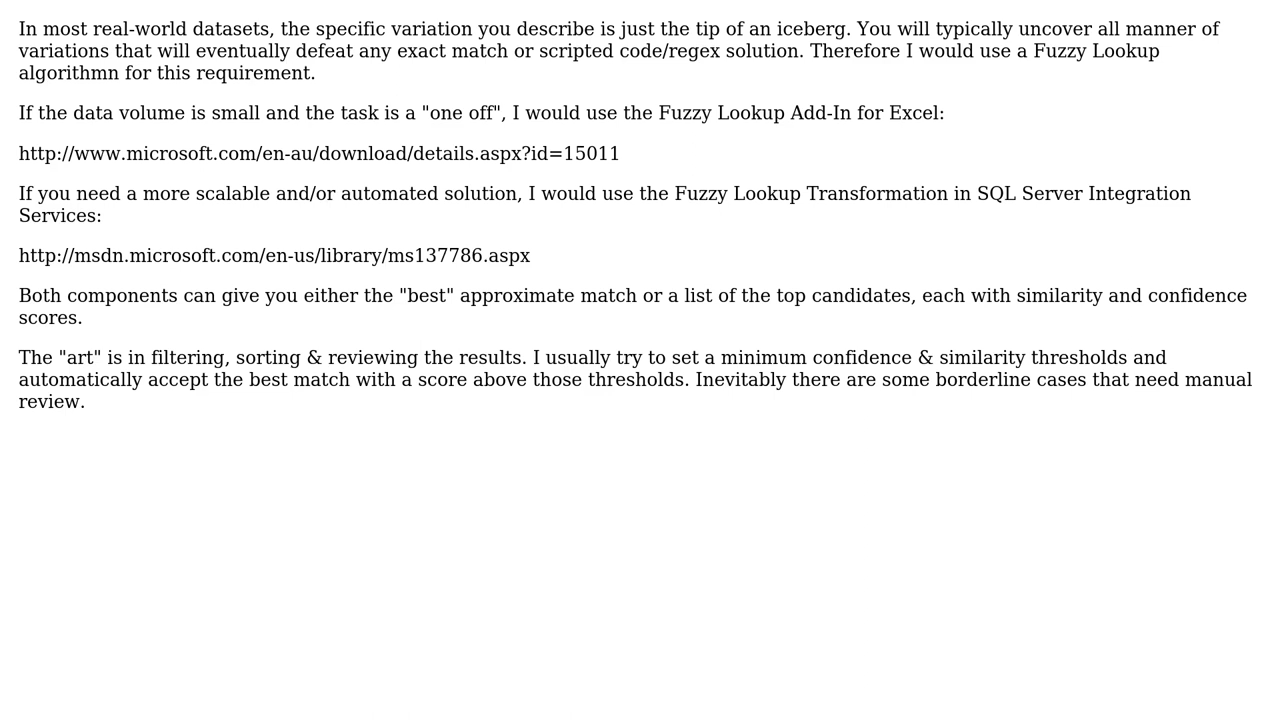 In most real-world datasets, the specific variation you describe is just the tip of an iceberg. You will typically uncover all manner of
variations that will eventually defeat any exact match or scripted code/regex solution. Therefore I would use a Fuzzy Lookup
algorithmn for this requirement.
If the data volume is small and the task is a "one off", I would use the Fuzzy Lookup Add-In for Excel:
http://www.microsoft.com/en-au/download/details.aspx?id=15011
If you need a more scalable and/or automated solution, I would use the Fuzzy Lookup Transformation in SQL Server Integration
Services:
http://msdn.microsoft.com/en-us/library/ms137786.aspx
Both components can give you either the "best" approximate match or a list of the top candidates, each with similarity and confidence
scores.
The "art" is in filtering, sorting & reviewing the results. I usually try to set a minimum confidence & similarity thresholds and
automatically accept the best match with a score above those thresholds. Inevitably there are some borderline cases that need manual
review.